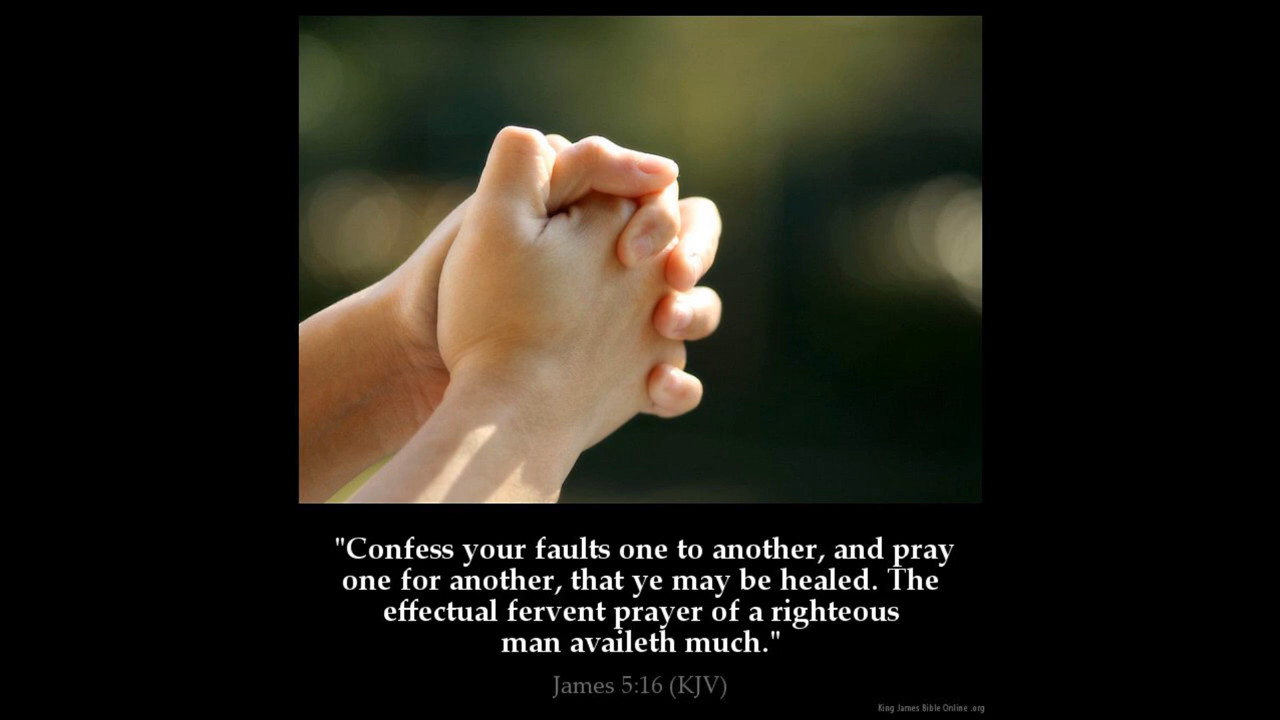 "Confess your faults one to another, and pray
one for another, that ye may be healed. The
effectual fervent prayer of a righteous
man availeth much."
James 5:16 (KJV)
King James Bible Online .org